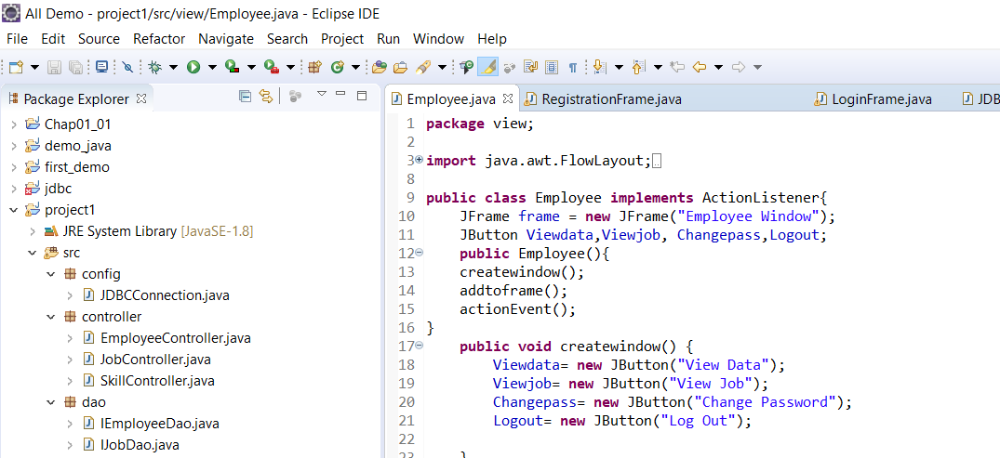 All Demo - project1/src/view/Employee.java - Eclipse IDE
File Edit Source Refactor Navigate Search Project Run Window Help
Package Explorer
Chap01_01
demo_java
first_demo
jdbc
project1
JRE System Library [JavaSE-1.8]
src
config
JDBCConnection.java
controller
EmployeeController.java
JobController.java
SkillController.java
dao
IEmployeeDao.java
IJobDao.java
Employee.java RegistrationFrame.java LoginFrame.java JDB
1 package view;
2
3 import java.awt.FlowLayout;
8
9 public class Employee implements ActionListener{
10 JFrame frame = new JFrame("Employee Window");
11 JButton Viewdata,Viewjob, Changepass,Logout;
12 public Employee(){
13 createwindow();
14 addtoframe();
15 actionEvent();
16 }
17 public void createwindow() {
18 Viewdata= new JButton("View Data");
19 Viewjob= new JButton("View Job");
20 Changepass= new JButton("Change Password");
21 Logout= new JButton("Log Out");
22
23 }